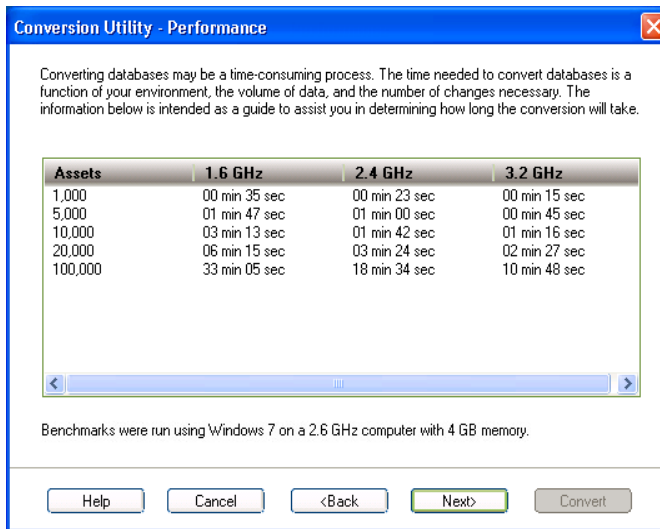 Conversion Utility - Performance
Converting databases may be a time-consuming process. The time needed to convert databases is a
function of your environment, the volume of data, and the number of changes necessary. The
information below is intended as a guide to assist you in determining how long the conversion will take.
Assets 1.6 GHz 2.4 GHz 3.2 GHz
1,000 00 min 35 sec 00 min 23 sec 00 min 15 sec
5,000 01 min 47 sec 01 min 00 sec 00 min 45 sec
10,000 03 min 13 sec 01 min 42 sec 01 min 16 sec
20,000 06 min 15 sec 03 min 24 sec 02 min 27 sec
100,000 33 min 05 sec 18 min 34 sec 10 min 48 sec
Benchmarks were run using Windows 7 on a 2.6 GHz computer with 4 GB memory.
Help Cancel <Back Next> Convert